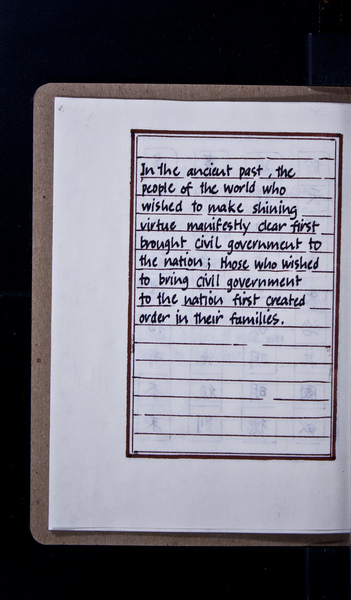 In the ancient past, the
people of the world who
wished to make shining
virtue manifestly clear first
brought civil government to
the nation; those who wished
to bring civil government
to the nation first created
order in their families.